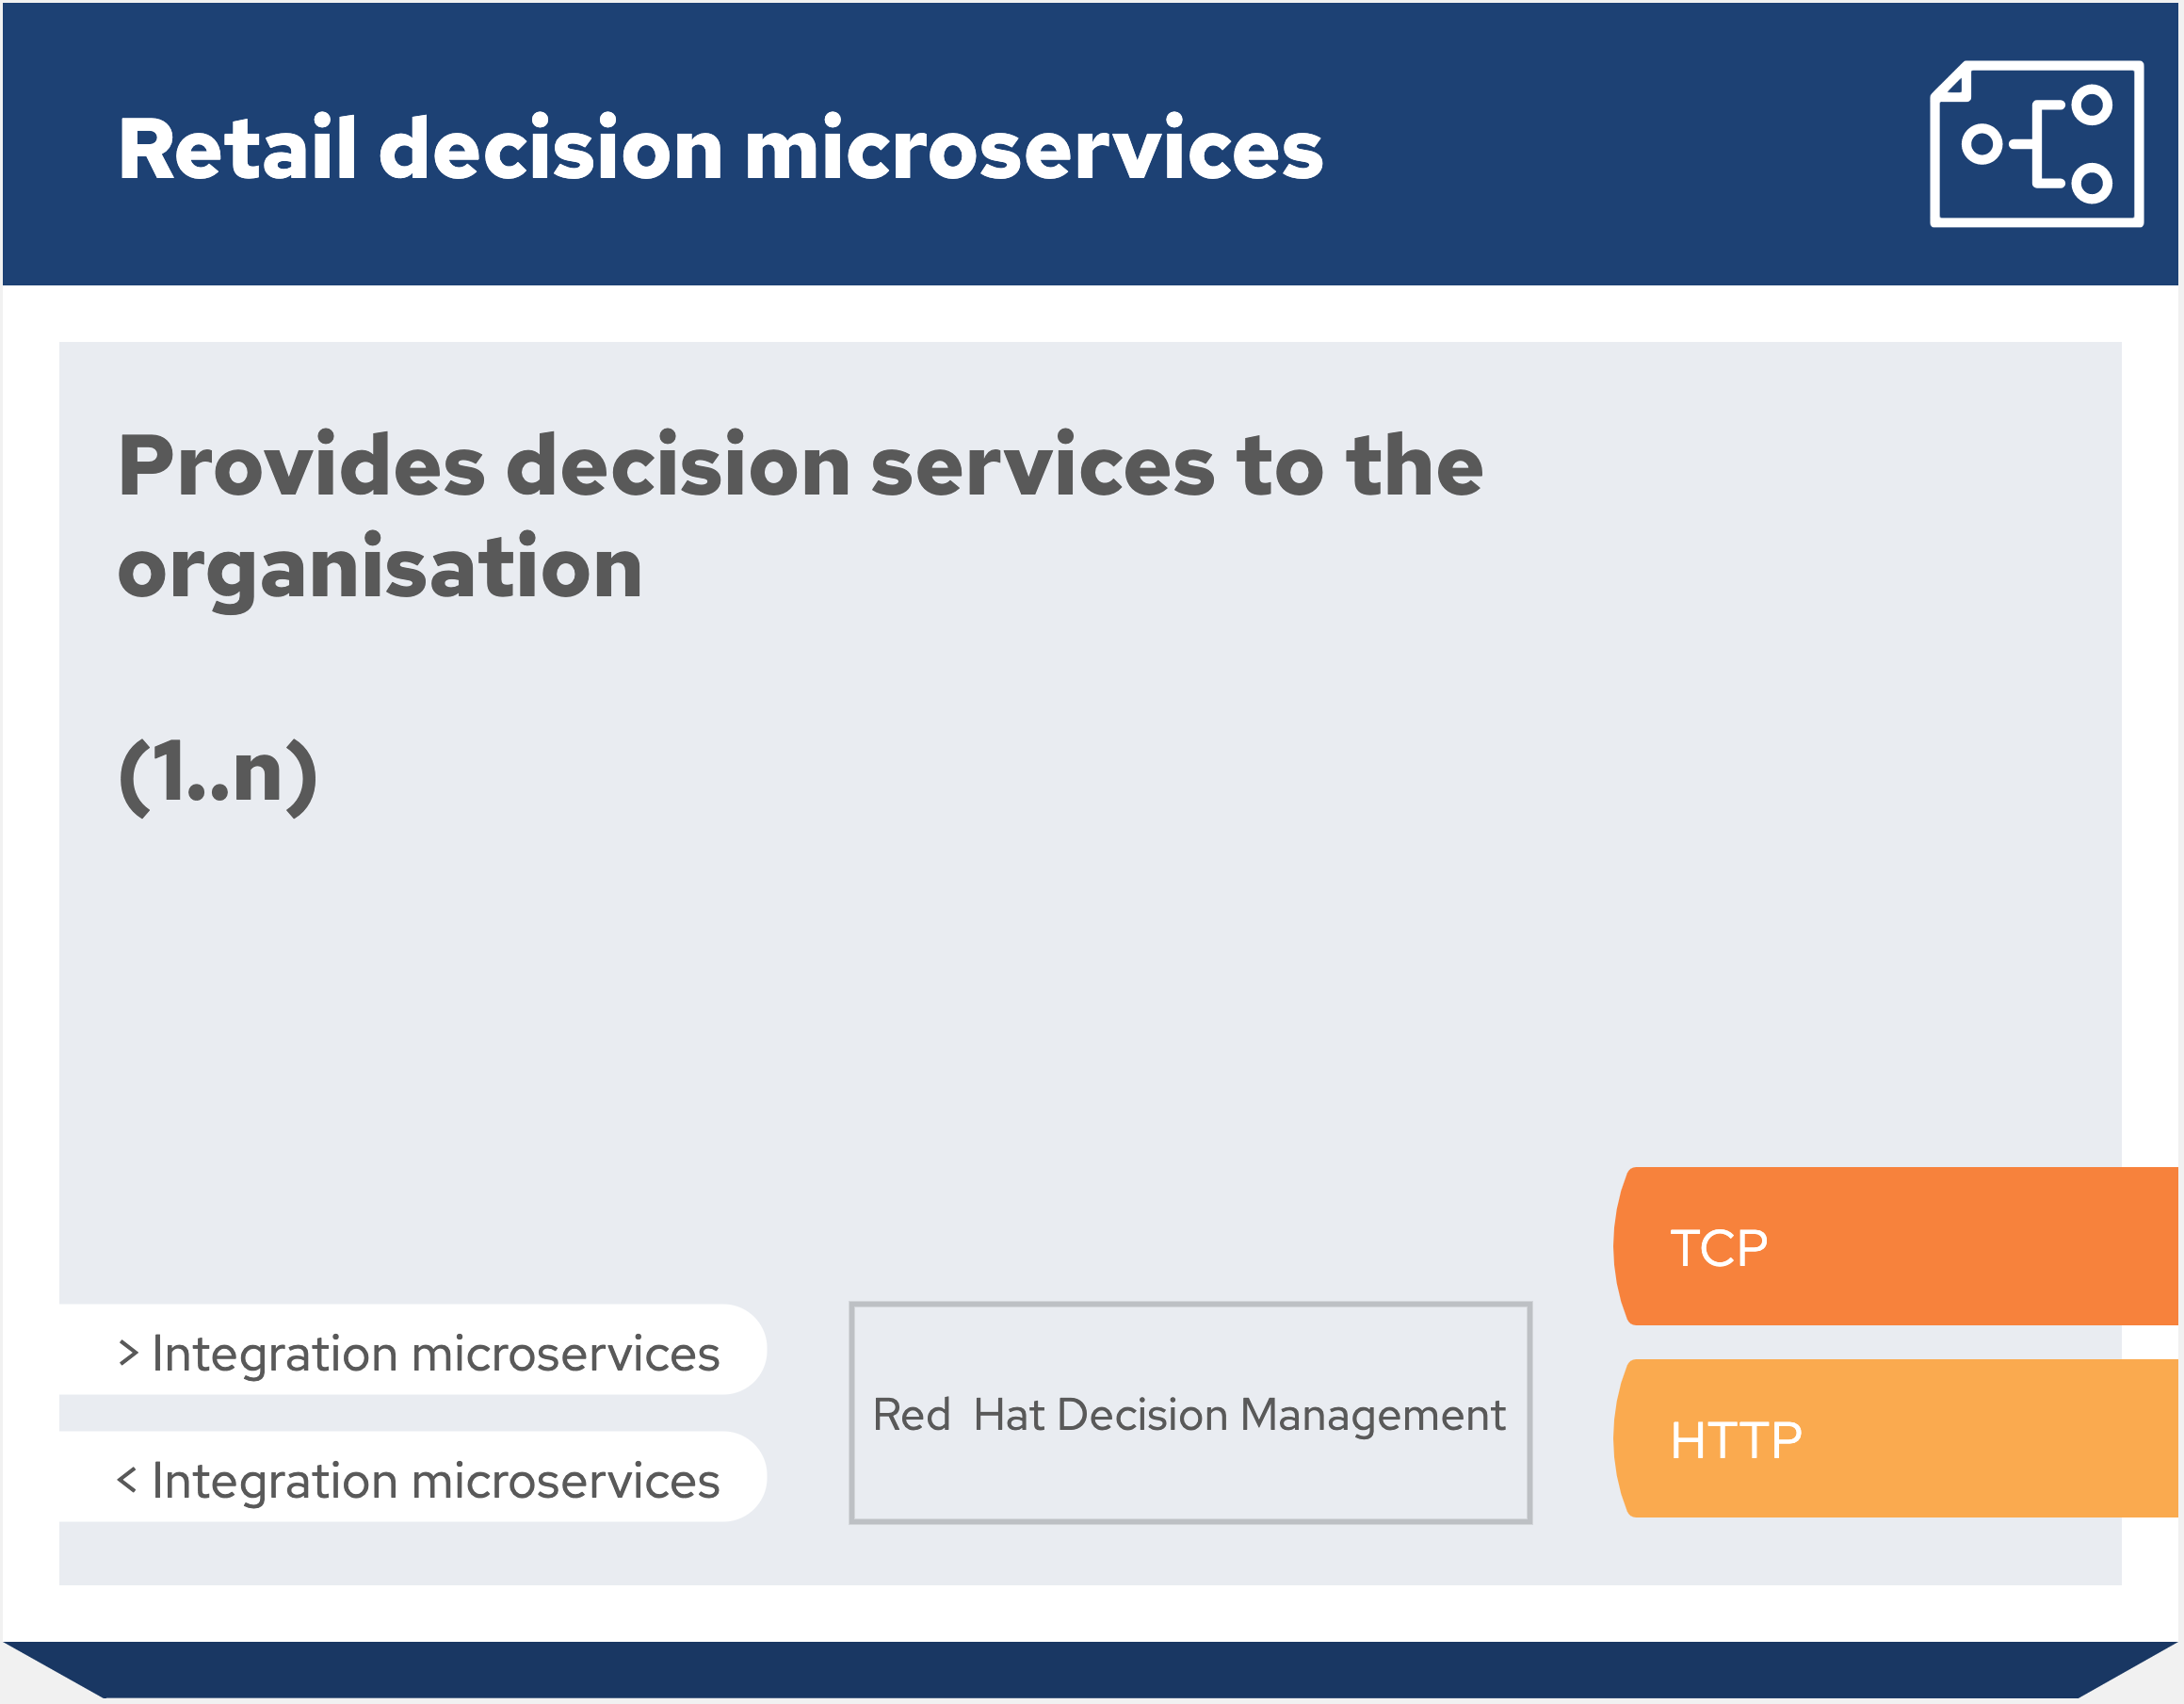 Retail decision microservices
Provides decision services to the
organisation
(1..n)
> Integration microservices
< Integration microservices
Red  Hat Decision Management
TCP
HTTP